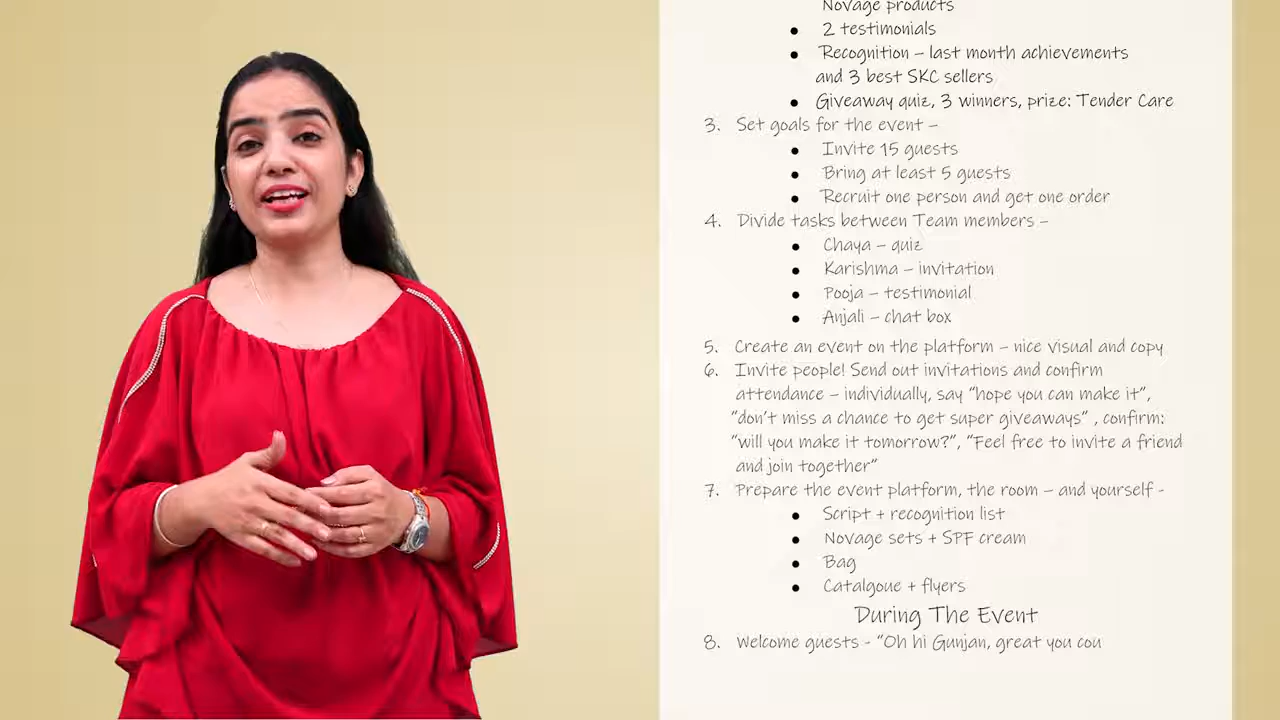 Novage products
● 2 testimonials
● Recognition – last month achievements
and 3 best SKC sellers
● Giveaway quiz, 3 winners, prize: Tender Care
3. Set goals for the event –
● Invite 15 guests
● Bring at least 5 guests
● Recruit one person and get one order
4. Divide tasks between Team members –
● Chaya – quiz
● Karishma – invitation
● Pooja – testimonial
● Anjali – chat box
5. Create an event on the platform – nice visual and copy
6. Invite people! Send out invitations and confirm
attendance – individually, say “hope you can make it”,
“don’t miss a chance to get super giveaways” , confirm:
“will you make it tomorrow?”, “Feel free to invite a friend
and join together”
7. Prepare the event platform, the room – and yourself -
● Script + recognition list
● Novage sets + SPF cream
● Bag
● Catalgoue + flyers
During The Event
8. Welcome guests - “Oh hi Gunjan, great you cou